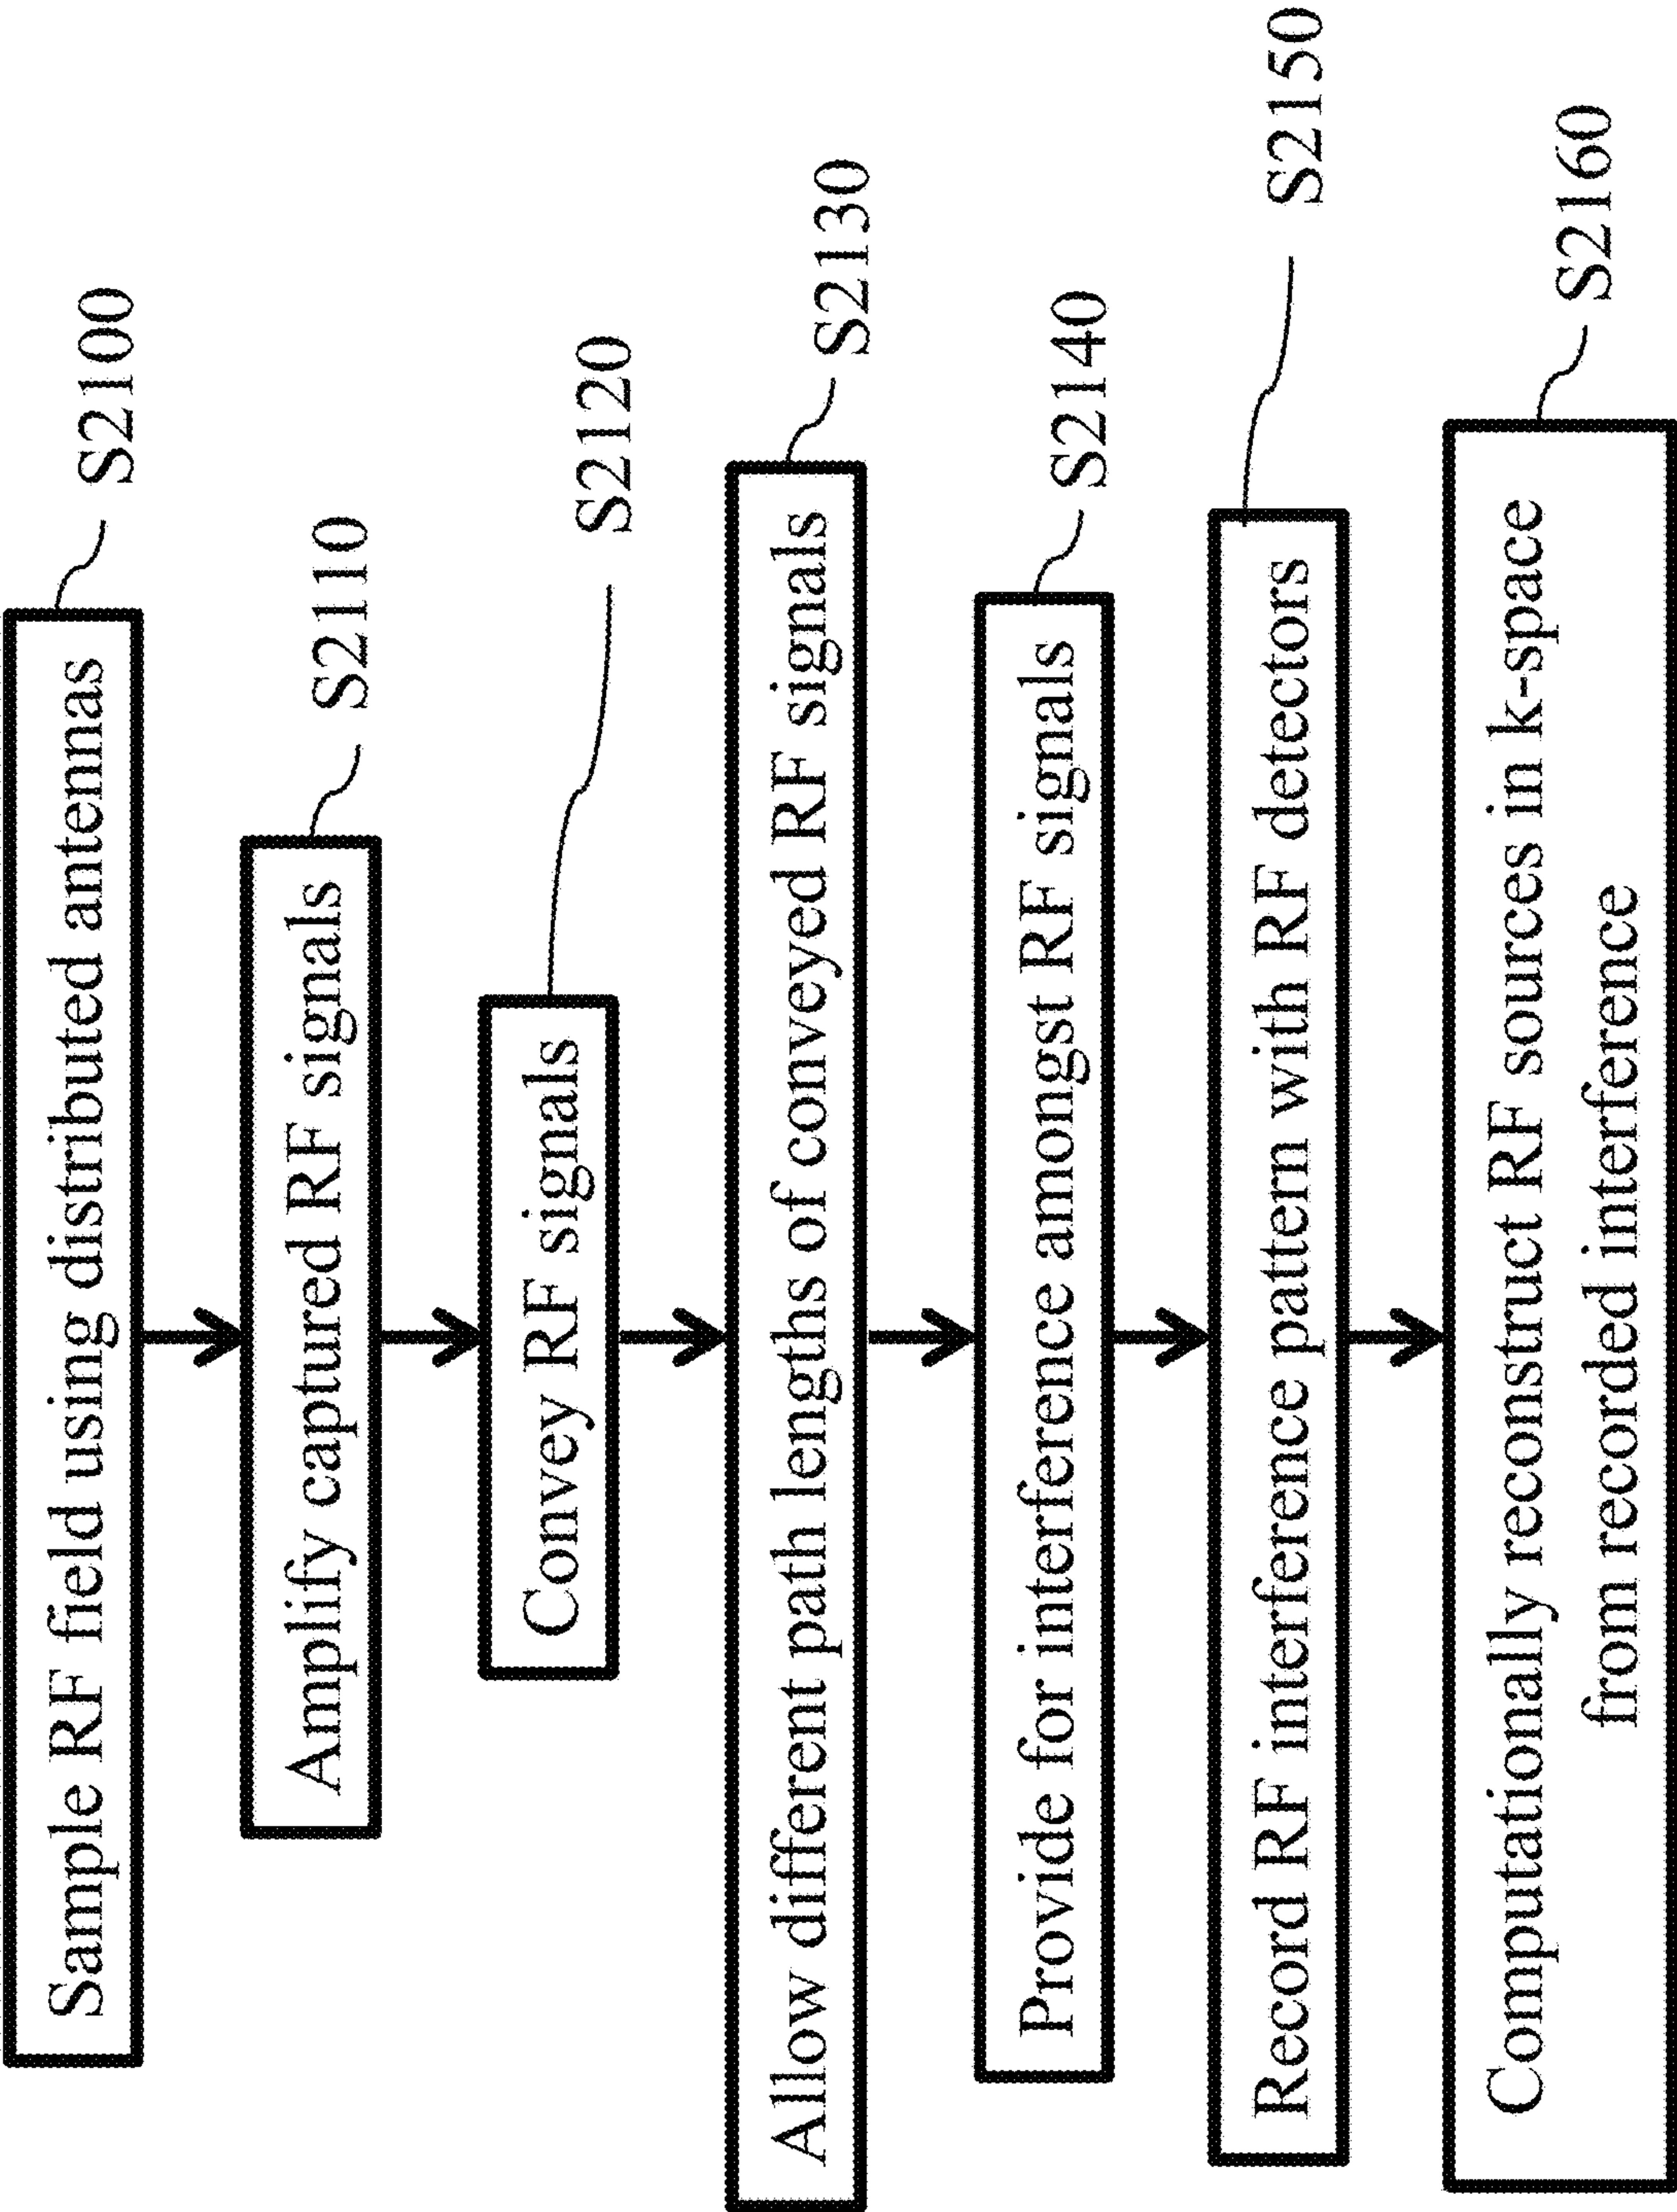 Sample RF field using distributed antennas
S2100
Amplify captured RF signals
S2110
Convey RF signals
S2120
Allow different path lengths of conveyed RF signals
S2130
Provide for interference amongst RF signals
S2140
Record RF interference pattern with RF detectors
S2150
Computationally reconstruct RF sources in k-space
from recorded interference
S2160